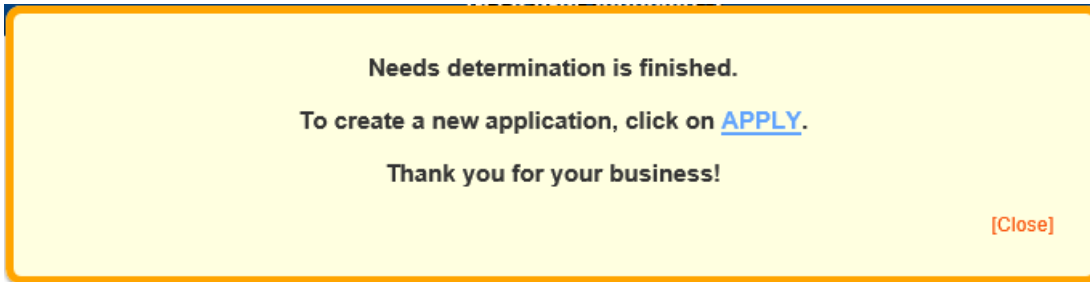 Needs determination is finished.
To create a new application, click on APPLY.
Thank you for your business!
[Close]